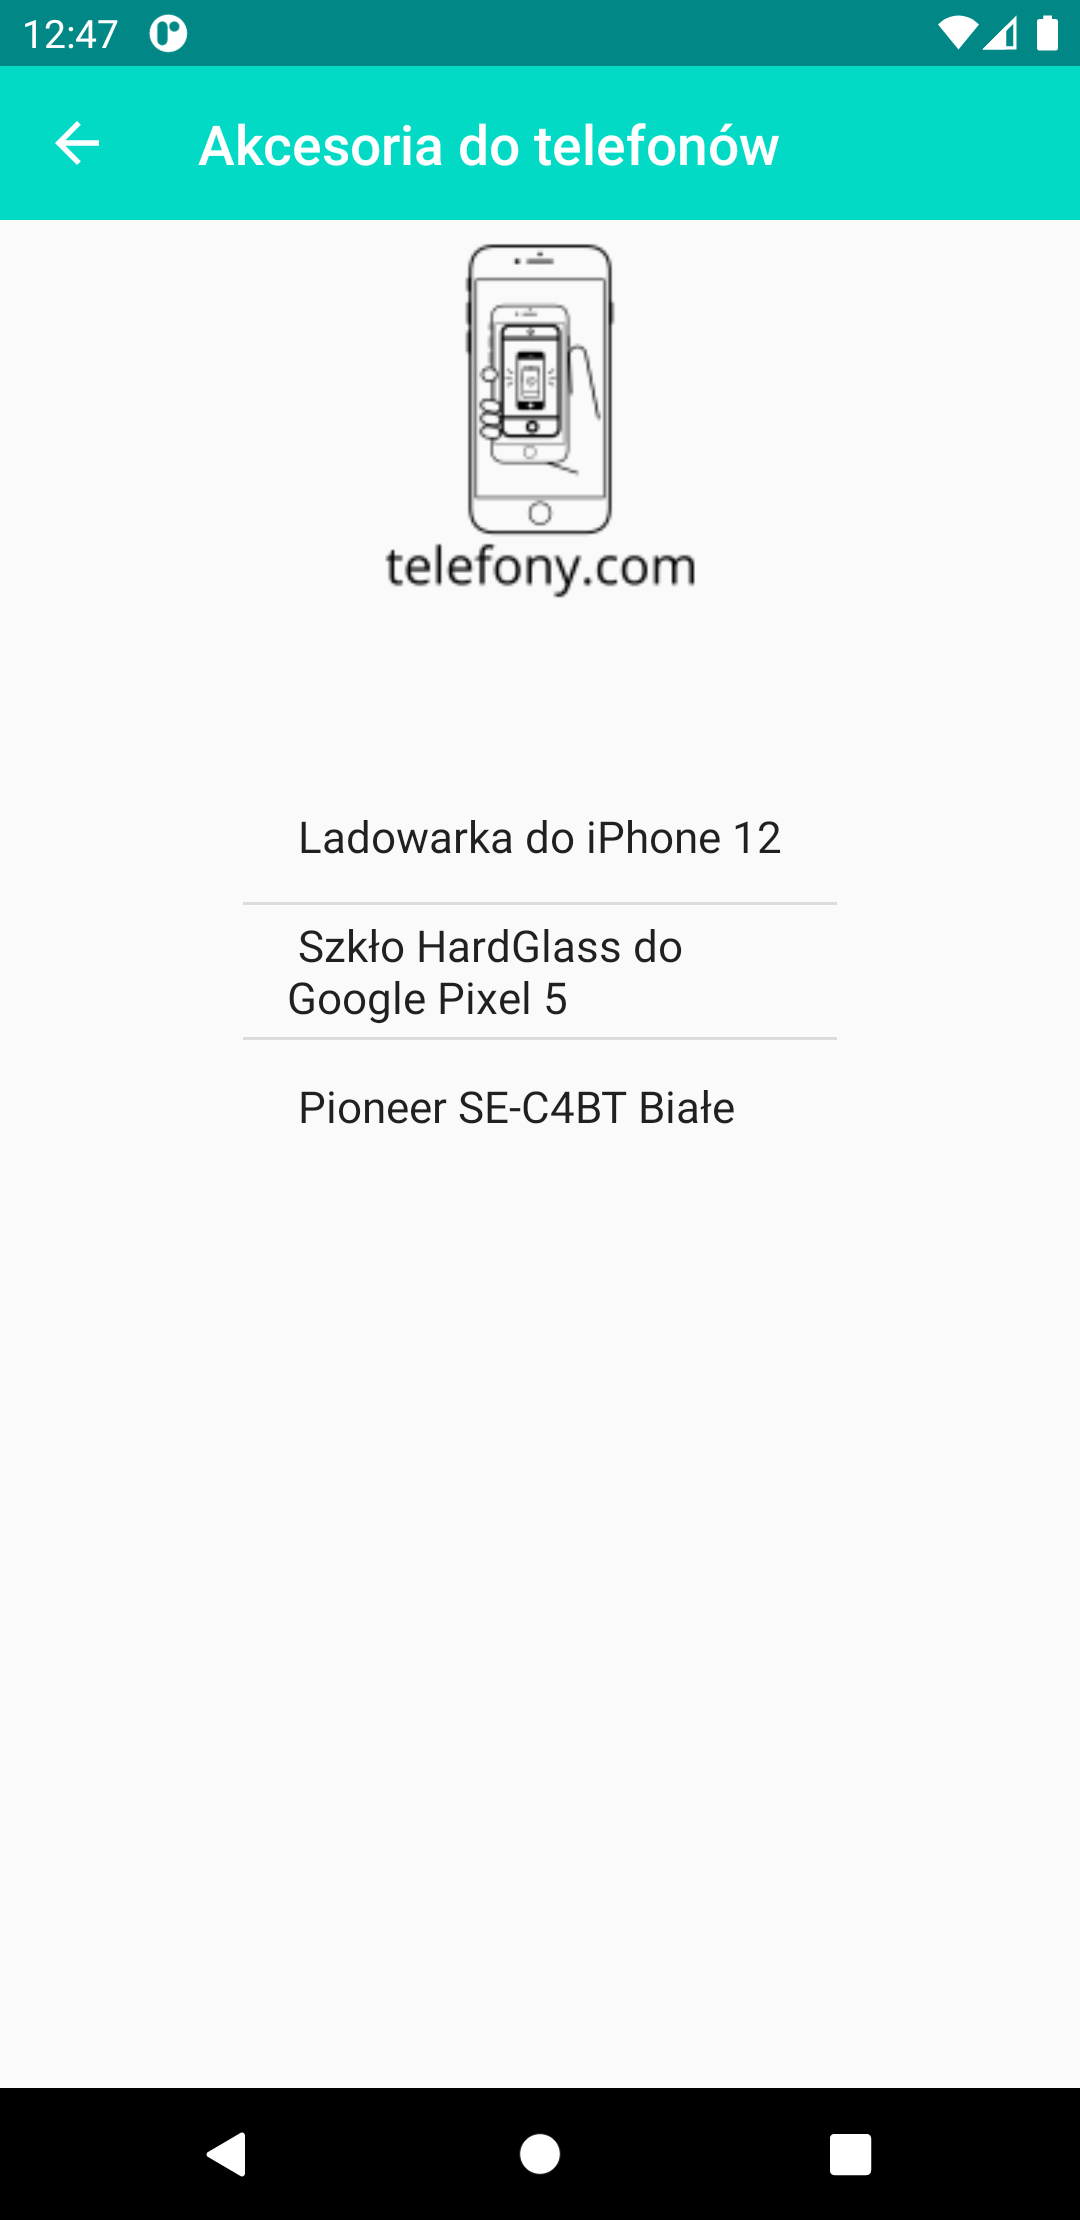 12:47
Akcesoria do telefonów
telefony.com
Ladowarka do iPhone 12
Szkło HardGlass do
Google Pixel 5
Pioneer SE-C4BT Białe